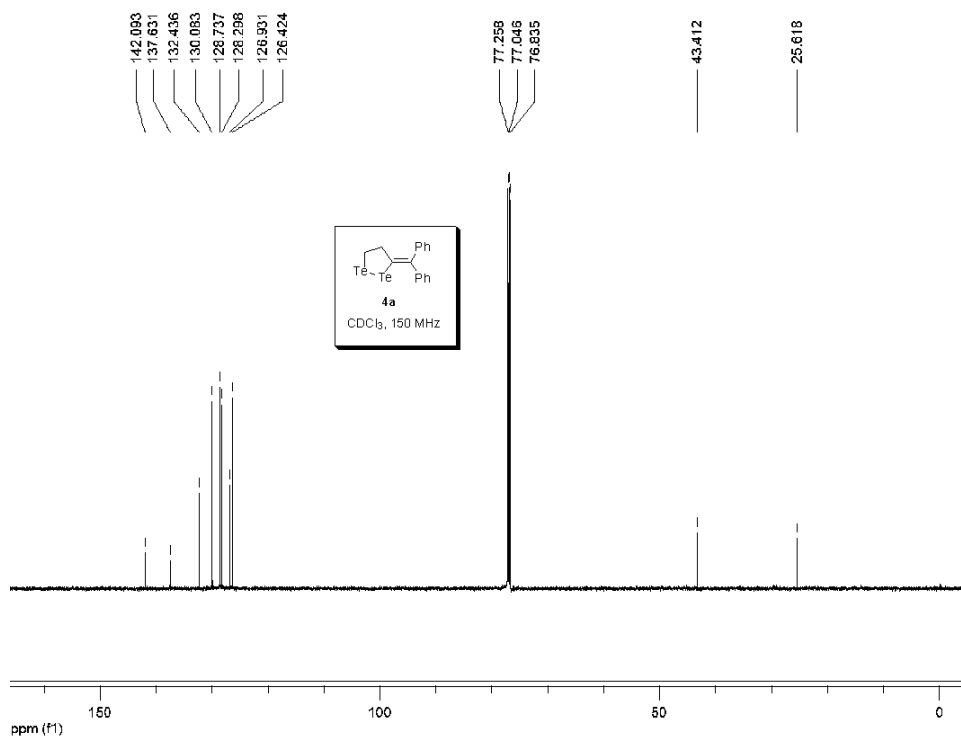 142.093
137.631
132.436
130.083
128.737
128.298
126.931
126.424
77.258
77.046
76.835
43.412
25.618
Ph
Te
Te
Ph
4a
CDCl₃, 150 MHz
150
100
50
0
ppm (f1)